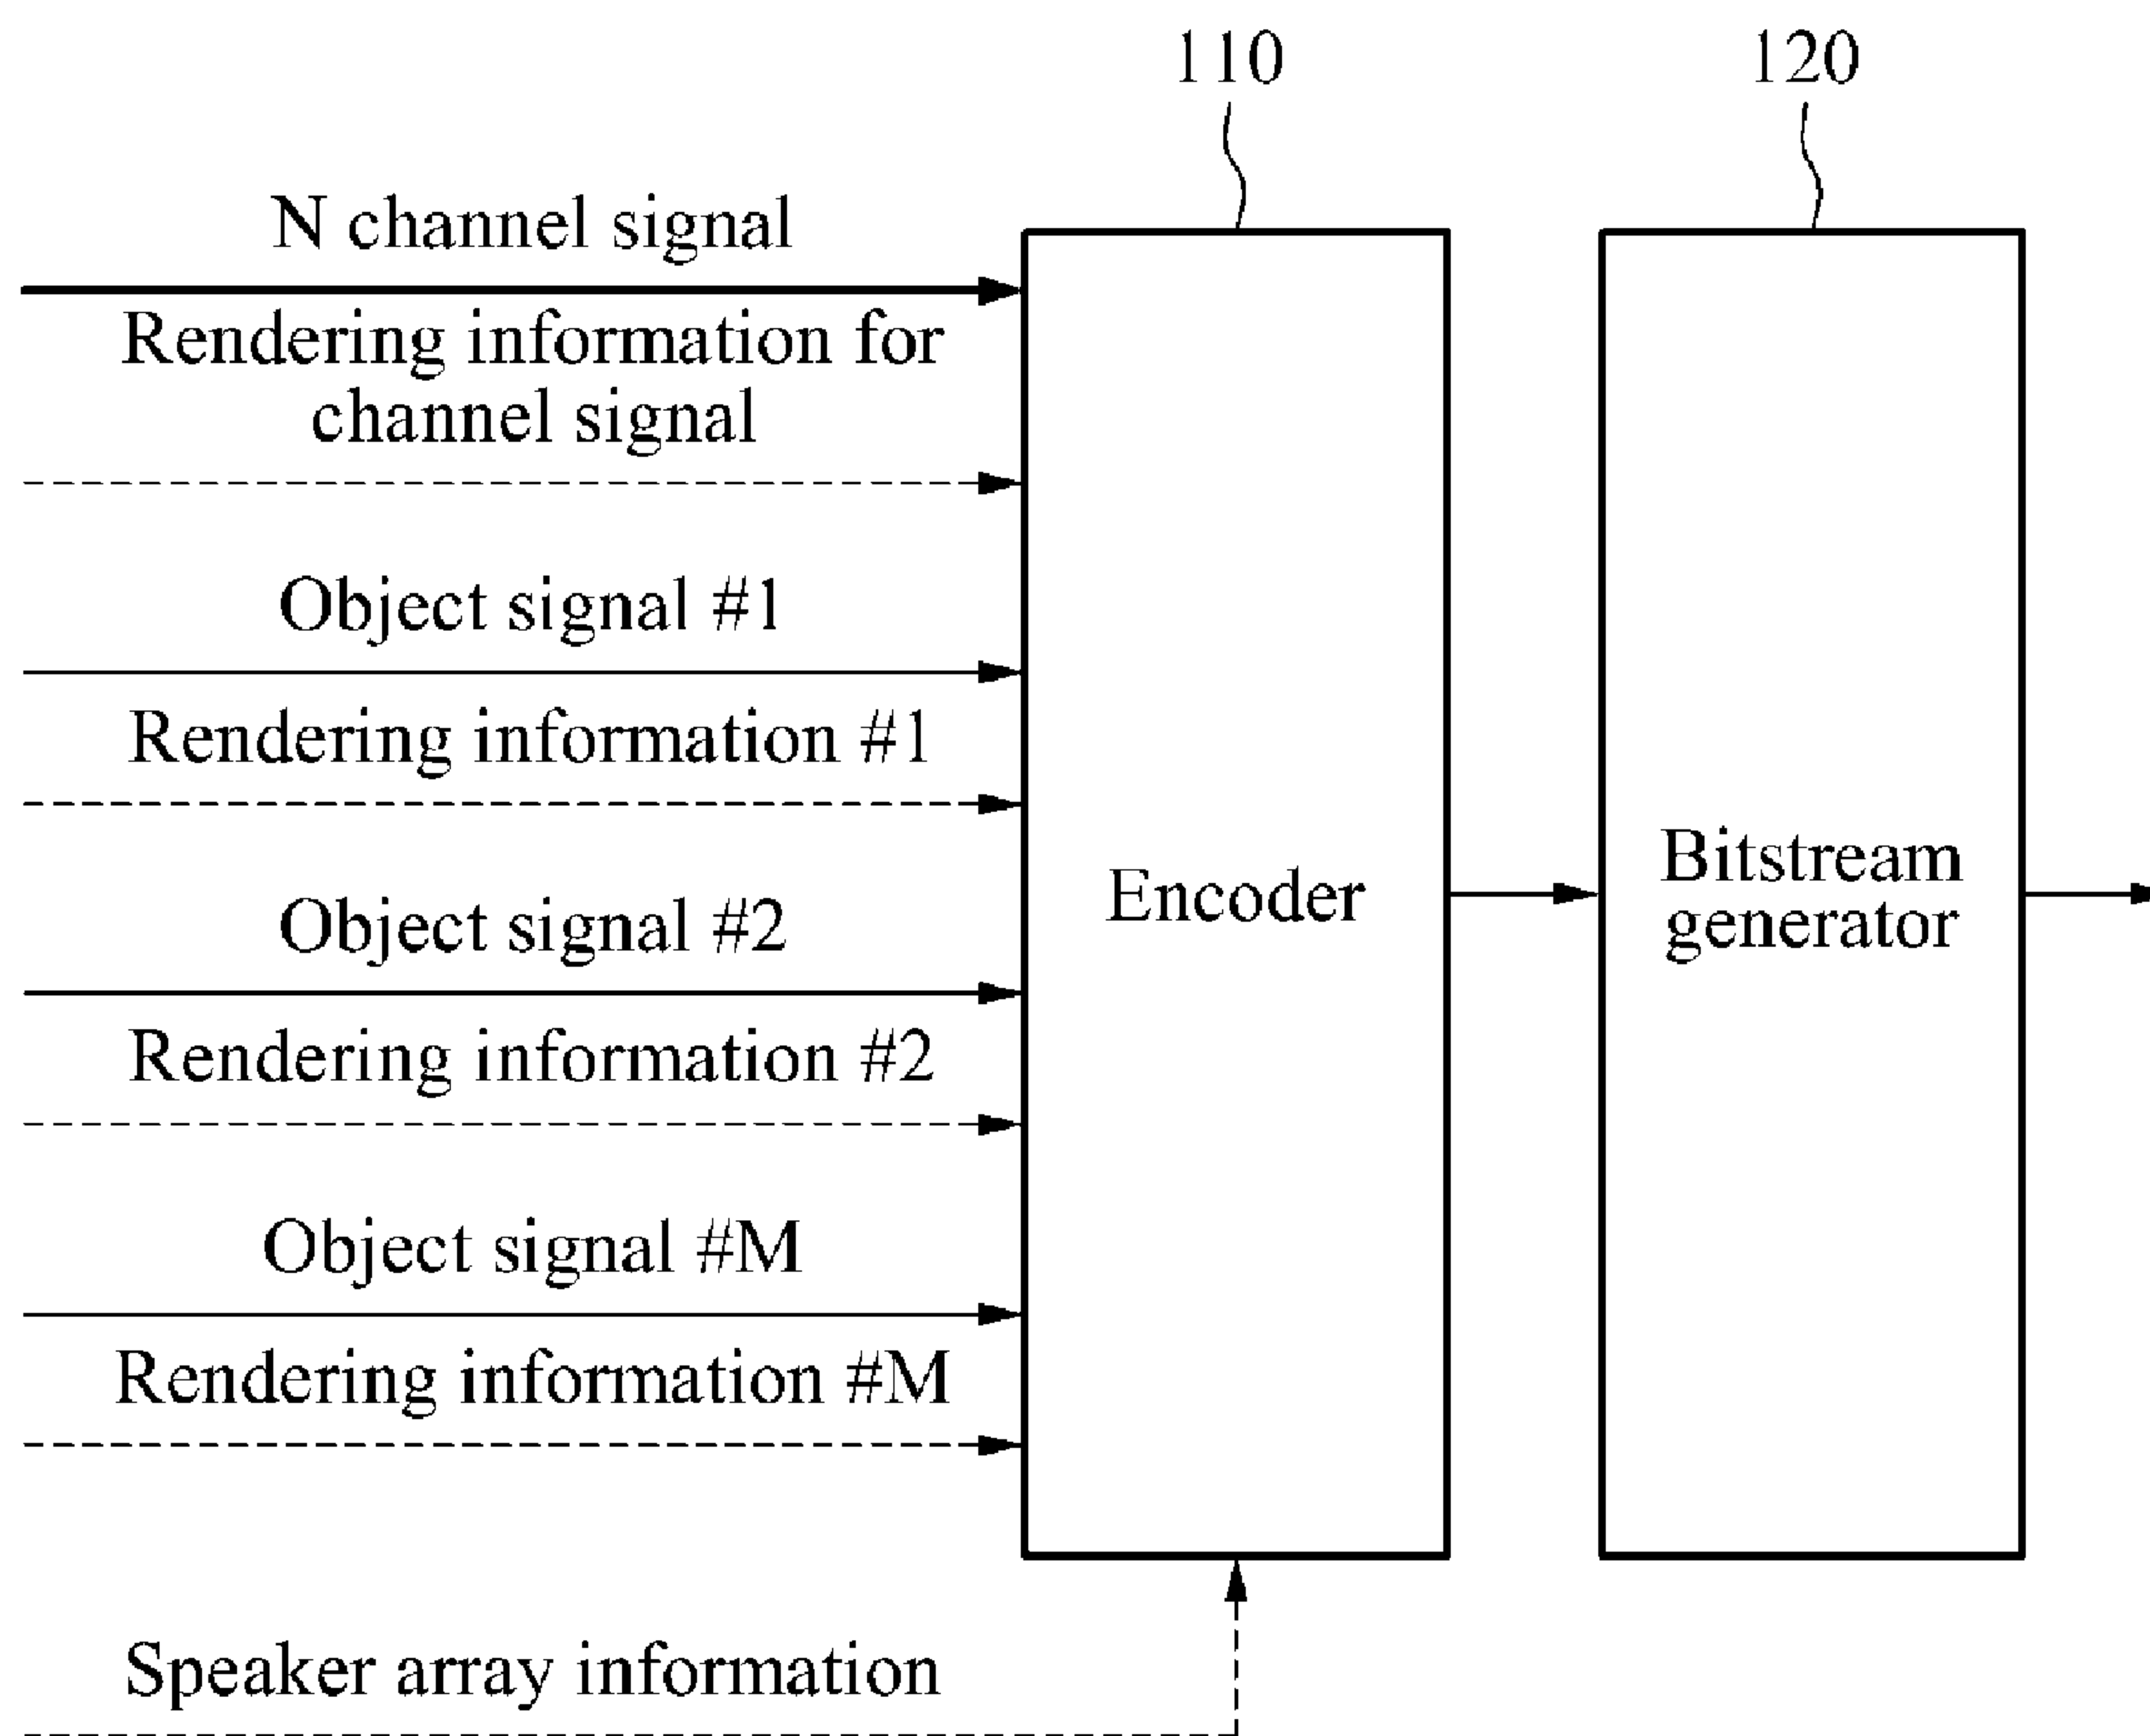 110
120
N channel signal
Rendering information for
channel signal
Object signal #1
Rendering information #1
Object signal #2
Rendering information #2
Object signal #M
Rendering information #M
Encoder
Bitstream
generator
Speaker array information